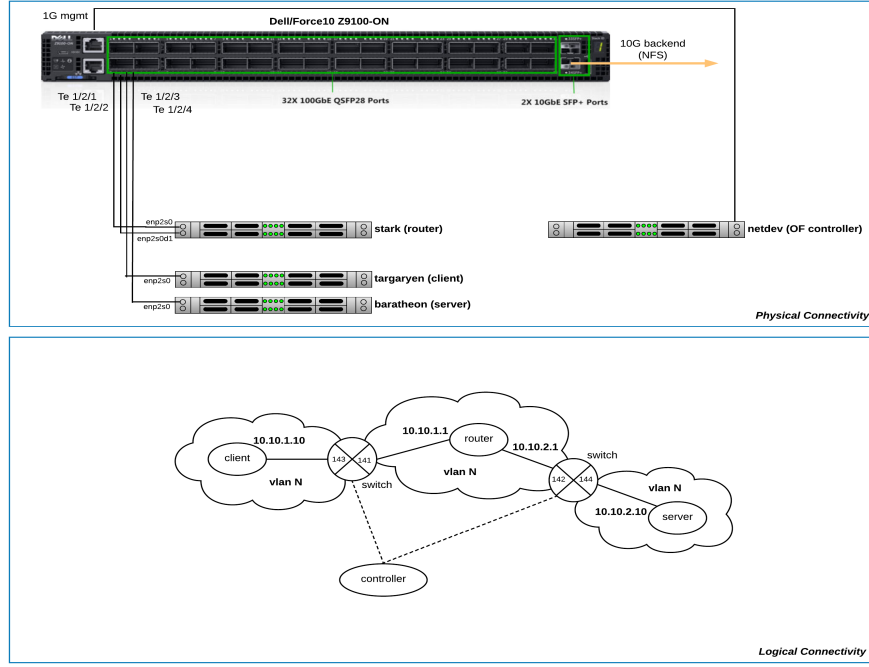 1G mgmt
Dell/Force10 Z9100-ON
DELL
Z9100-ON
10G backend
(NFS)
Te 1/2/1
Te 1/2/2
Te 1/2/3
Te 1/2/4
32X 100GbE QSFP28 Ports
2X 10GbE SFP+ Ports
enp2s0
stark (router)
enp2s0d1
netdev (OF controller)
enp2s0
targaryen (client)
enp2s0
baratheon (server)
Physical Connectivity
10.10.1.10
client
vlan N
143
141
switch
10.10.1.1
router
10.10.2.1
vlan N
switch
142
144
vlan N
10.10.2.10
server
controller
Logical Connectivity